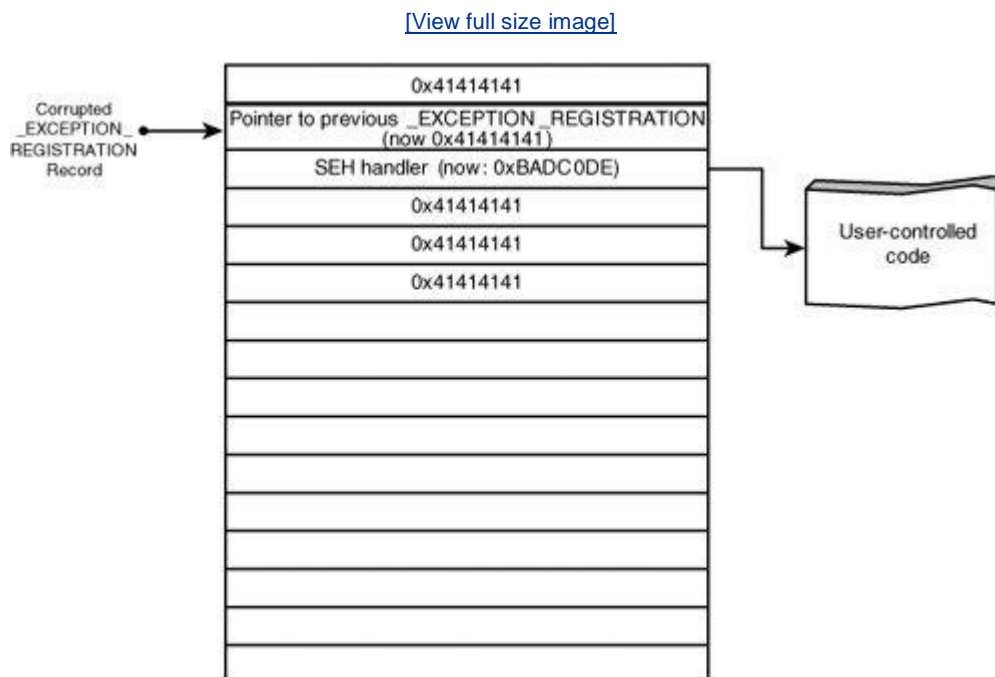 [View full size image]
Corrupted
_EXCEPTION_
REGISTRATION
Record
0x41414141
Pointer to previous _EXCEPTION_REGISTRATION
(now 0x41414141)
SEH handler (now: 0xBADC0DE)
0x41414141
0x41414141
0x41414141
User-controlled
code